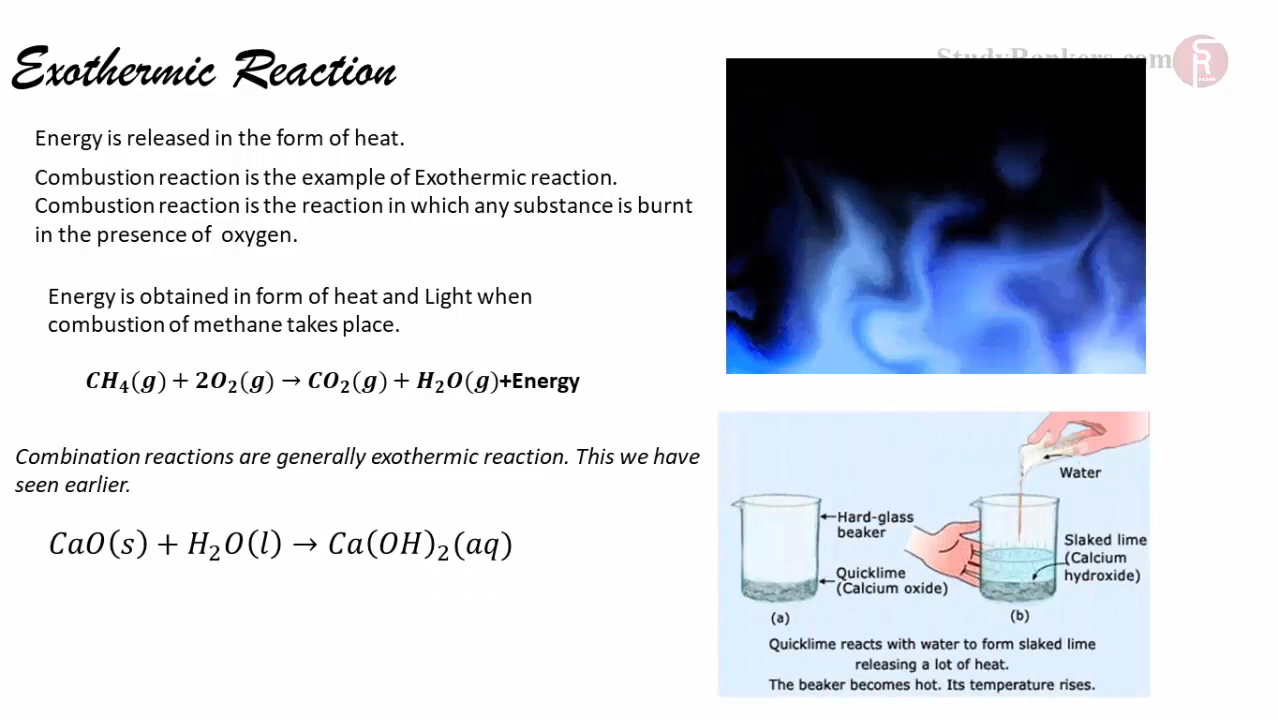 Exothermic Reaction
StudyRankers.com
SR
Energy is released in the form of heat.
Combustion reaction is the example of Exothermic reaction.
Combustion reaction is the reaction in which any substance is burnt
in the presence of oxygen.
Energy is obtained in form of heat and Light when
combustion of methane takes place.
CH₄(g) + 2O₂(g) → CO₂(g) + H₂O(g)+Energy
Combination reactions are generally exothermic reaction. This we have
seen earlier.
CaO(s) + H₂O(l) → Ca(OH)₂(aq)
Water
Hard-glass
beaker
Quicklime
(Calcium oxide)
Slaked lime
(Calcium
hydroxide)
(a)
(b)
Quicklime reacts with water to form slaked lime
releasing a lot of heat.
The beaker becomes hot. Its temperature rises.